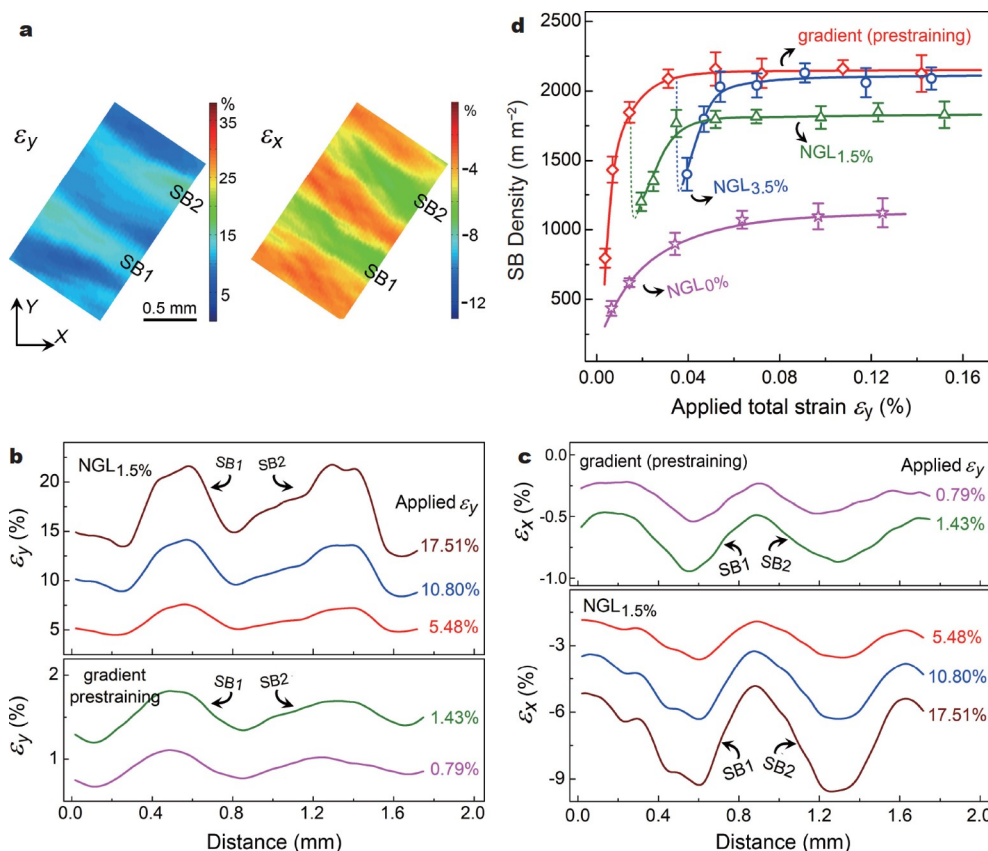 a
εy
%
35
28
25
15
5
SB2
SB1
Y
X
0.5 mm
εx
%
-4
-8
-12
SB2
SB1
d
SB Density (m m⁻²)
2500
2000
1500
1000
500
0.00
0.04
0.08
0.12
0.16
Applied total strain εy (%)
gradient (prestraining)
NGL1.5%
NGL3.5%
NGL0%
b
NGL1.5%
SB1
SB2
Applied εy
εy (%)
20
15
10
5
17.51%
10.80%
5.48%
gradient
prestraining
SB1
SB2
εy (%)
2
1
1.43%
0.79%
0.0
0.4
0.8
1.2
1.6
2.0
Distance (mm)
c
gradient (prestraining)
Applied εy
εx (%)
0.0
-0.5
-1.0
0.79%
1.43%
SB1
SB2
NGL1.5%
εx (%)
-3
-6
-9
5.48%
10.80%
17.51%
SB1
SB2
0.0
0.4
0.8
1.2
1.6
2.0
Distance (mm)